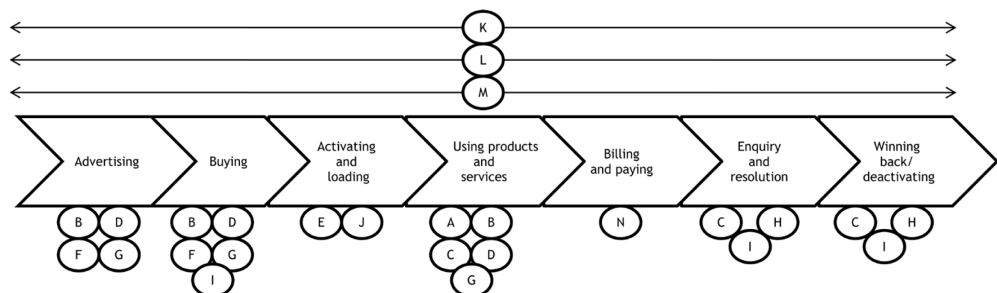 K
L
M
Advertising
Buying
Activating
and
loading
Using products
and
services
Billing
and paying
Enquiry
and
resolution
Winning
back/
deactivating
B D
F G
B D
F G
I
E J
A B
C D
G
N
C H
I
C H
I